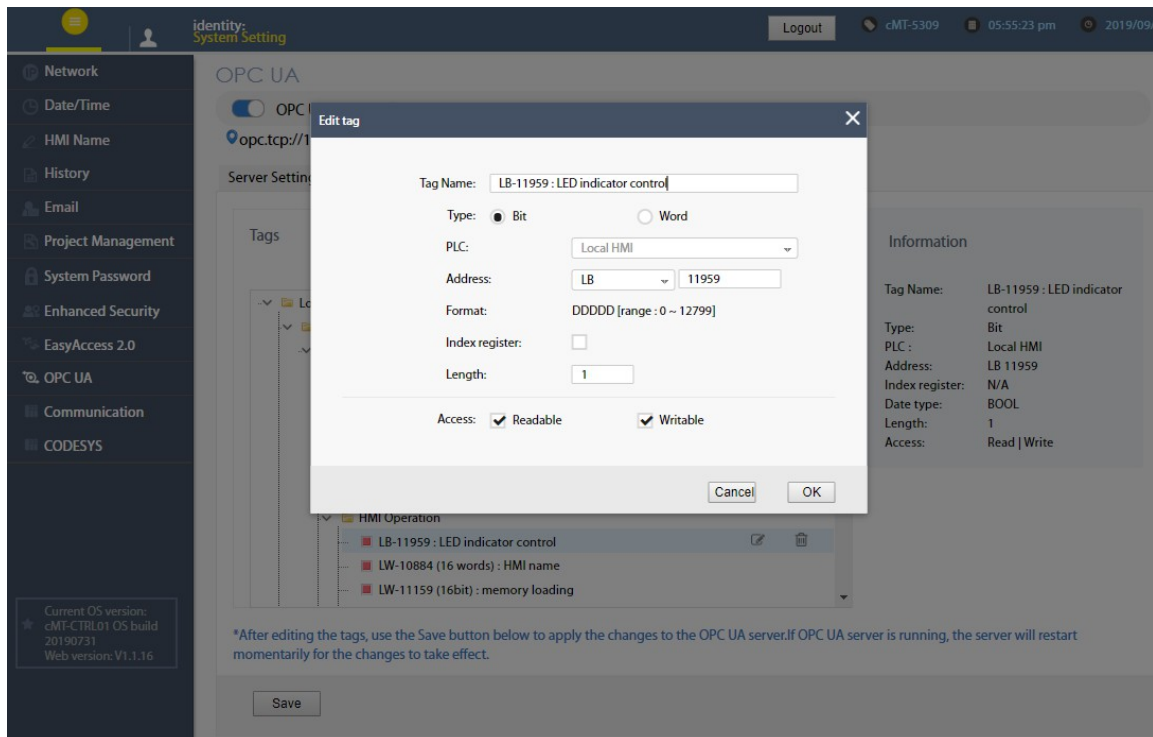 identity:
System Setting
Logout
cMT-5309
05:55:23 pm
2019/09/
Network
Date/Time
HMI Name
History
Email
Project Management
System Password
Enhanced Security
EasyAccess 2.0
OPC UA
Communication
CODESYS
Current OS version:
cMT-CTRL01 OS build
20190731
Web version: V1.1.16
OPC UA
OPC
opc.tcp://1
Server Setting
Tags
Lo
Edit tag
Tag Name: LB-11959 : LED indicator control
Type: Bit Word
PLC: Local HMI
Address: LB 11959
Format: DDDDD [range : 0 ~ 12799]
Index register:
Length: 1
Access: Readable Writable
Cancel OK
HMI Operation
LB-11959 : LED indicator control
LW-10884 (16 words) : HMI name
LW-11159 (16bit) : memory loading
Information
Tag Name: LB-11959 : LED indicator
control
Type: Bit
PLC : Local HMI
Address: LB 11959
Index register: N/A
Date type: BOOL
Length: 1
Access: Read | Write
*After editing the tags, use the Save button below to apply the changes to the OPC UA server.If OPC UA server is running, the server will restart
momentarily for the changes to take effect.
Save